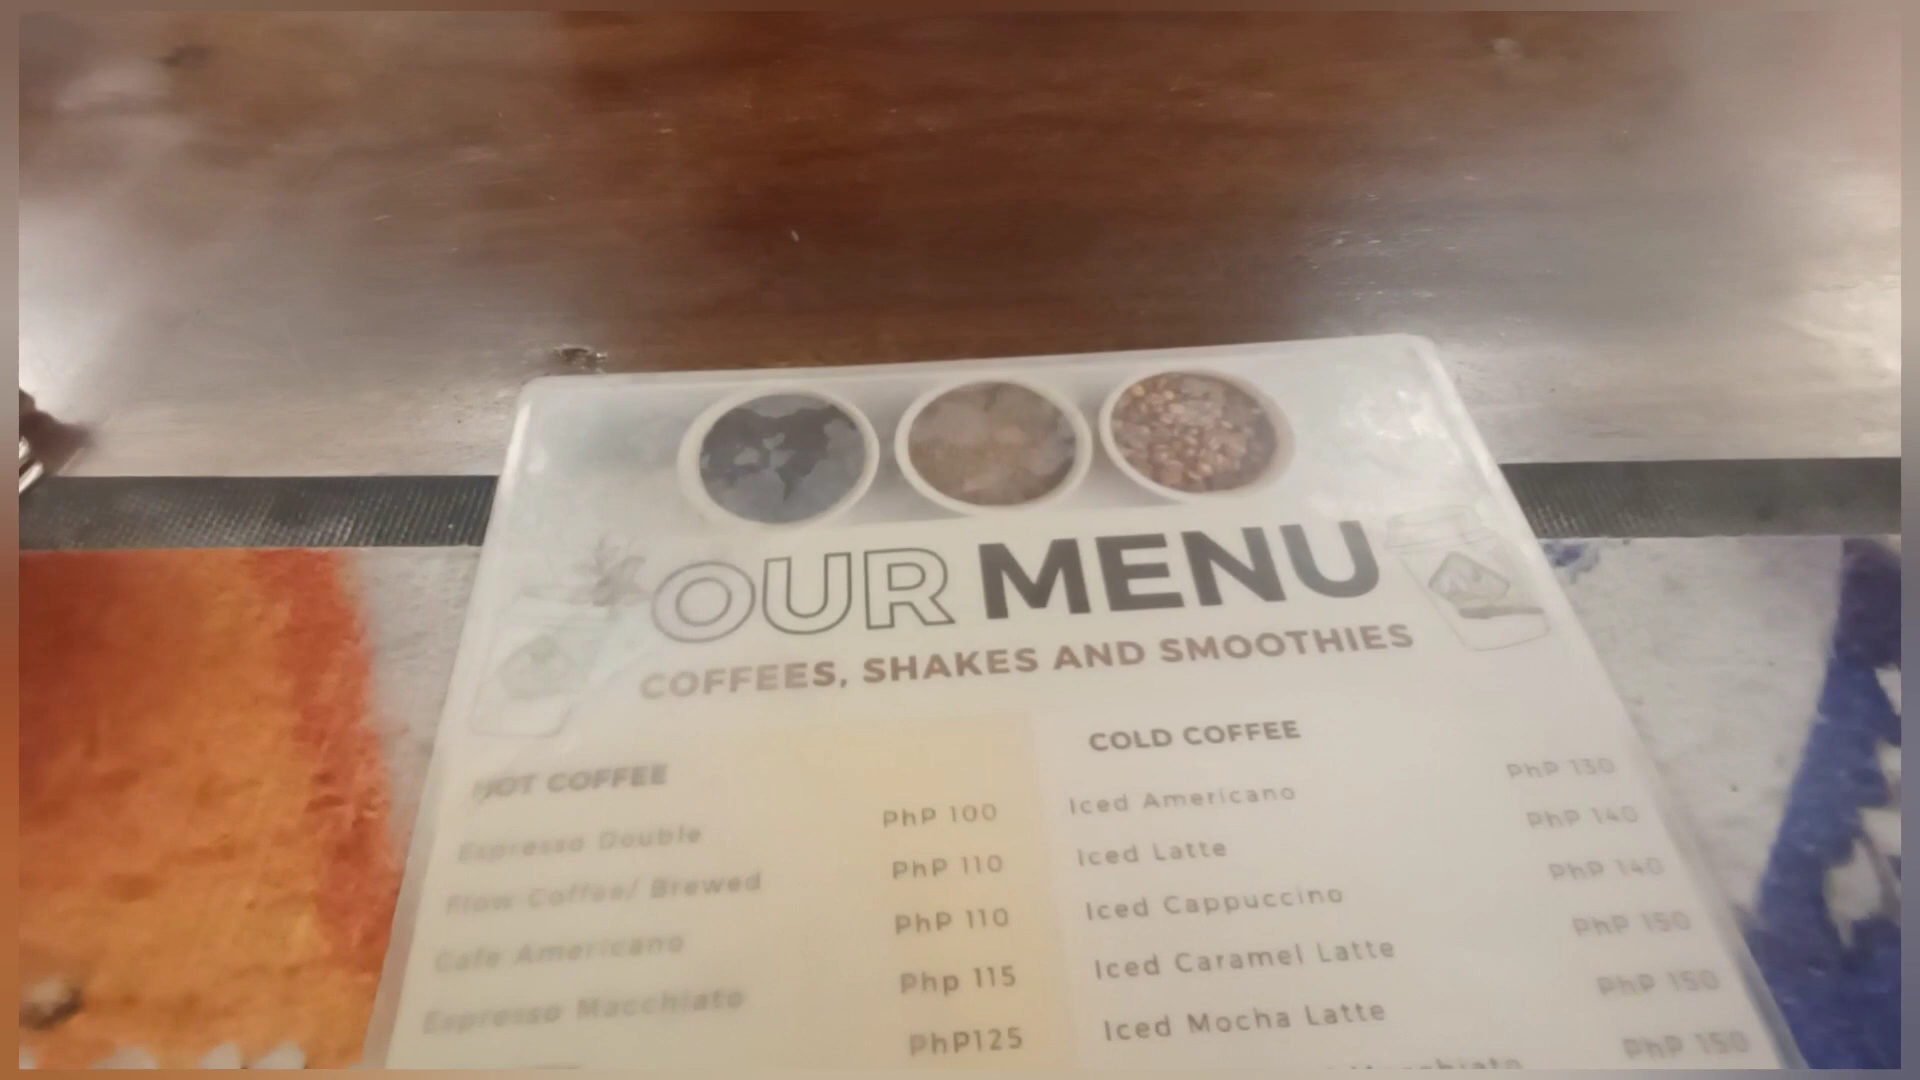 OUR MENU
COFFEES, SHAKES AND SMOOTHIES
HOT COFFEE
Espresso Double PhP 100
Flow Coffee/ Brewed PhP 110
Cafe Americano PhP 110
Espresso Macchiato Php 115
PhP125
COLD COFFEE
Iced Americano PhP 130
Iced Latte PhP 140
Iced Cappuccino PhP 140
Iced Caramel Latte PhP 150
Iced Mocha Latte PhP 150
Macchiato PhP 150